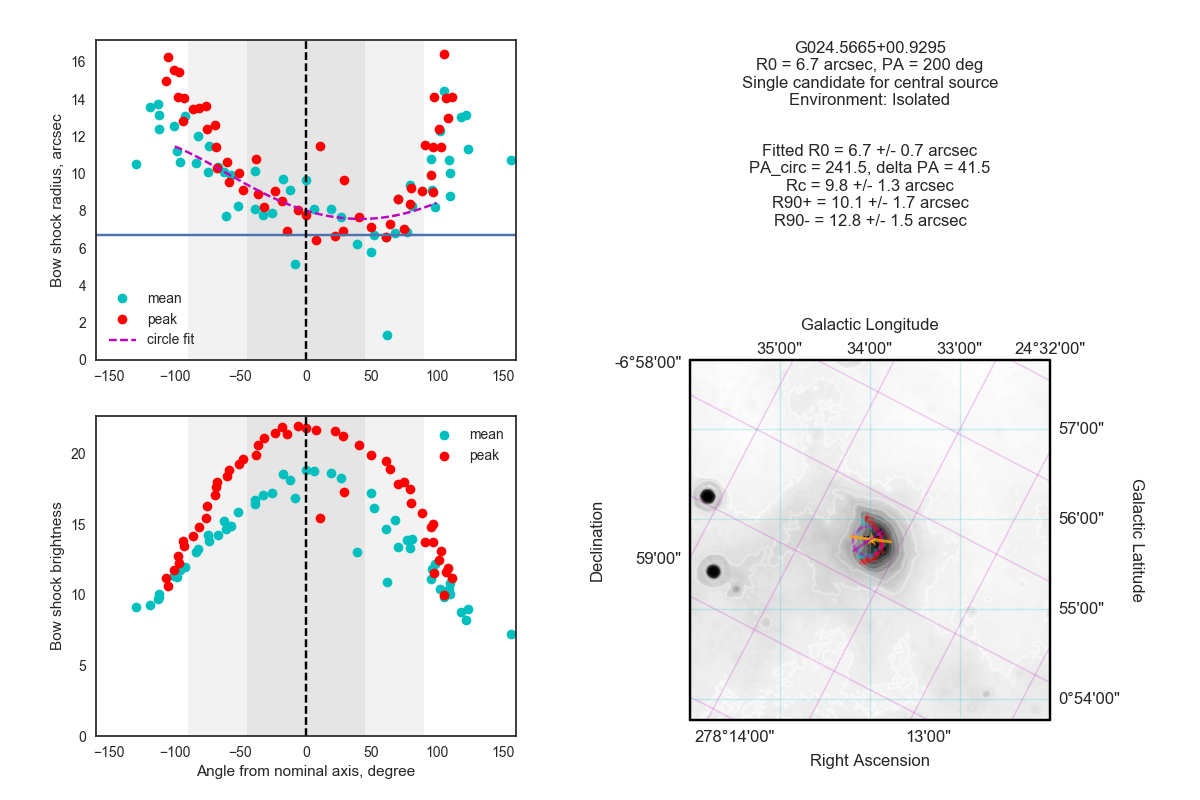 Bow shock radius, arcsec
16
14
12
10
8
6
4
2
0
mean
peak
circle fit
−150
−100
−50
0
50
100
150
Bow shock brightness
20
15
10
5
0
mean
peak
−150
−100
−50
0
50
100
150
Angle from nominal axis, degree
G024.5665+00.9295
R0 = 6.7 arcsec, PA = 200 deg
Single candidate for central source
Environment: Isolated
Fitted R0 = 6.7 +/- 0.7 arcsec
PA_circ = 241.5, delta PA = 41.5
Rc = 9.8 +/- 1.3 arcsec
R90+ = 10.1 +/- 1.7 arcsec
R90- = 12.8 +/- 1.5 arcsec
Galactic Longitude
35'00"
34'00"
33'00"
24°32'00"
-6°58'00"
59'00"
Declination
57'00"
56'00"
55'00"
0°54'00"
Galactic Latitude
278°14'00"
13'00"
Right Ascension